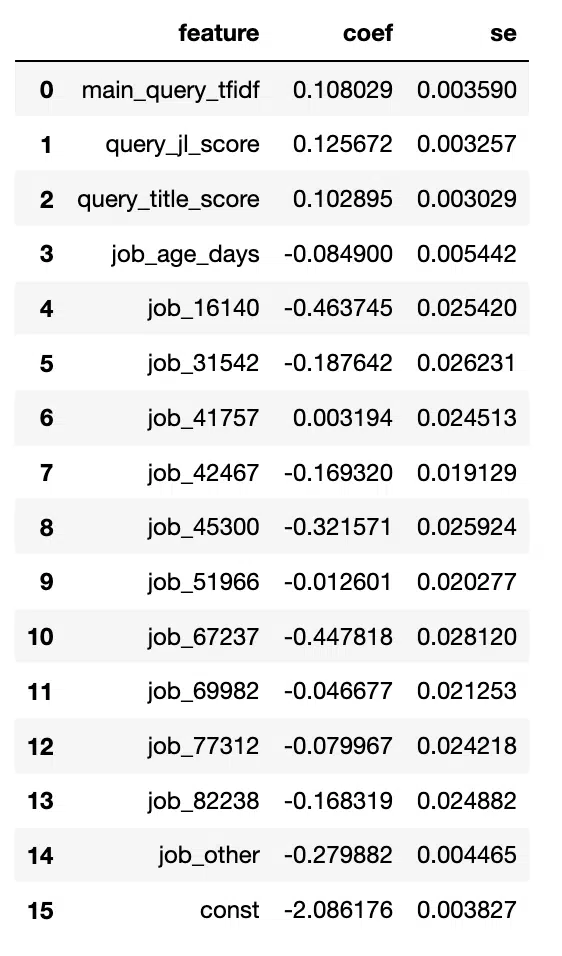 feature coef se
0 main_query_tfidf 0.108029 0.003590
1 query_jl_score 0.125672 0.003257
2 query_title_score 0.102895 0.003029
3 job_age_days -0.084900 0.005442
4 job_16140 -0.463745 0.025420
5 job_31542 -0.187642 0.026231
6 job_41757 0.003194 0.024513
7 job_42467 -0.169320 0.019129
8 job_45300 -0.321571 0.025924
9 job_51966 -0.012601 0.020277
10 job_67237 -0.447818 0.028120
11 job_69982 -0.046677 0.021253
12 job_77312 -0.079967 0.024218
13 job_82238 -0.168319 0.024882
14 job_other -0.279882 0.004465
15 const -2.086176 0.003827